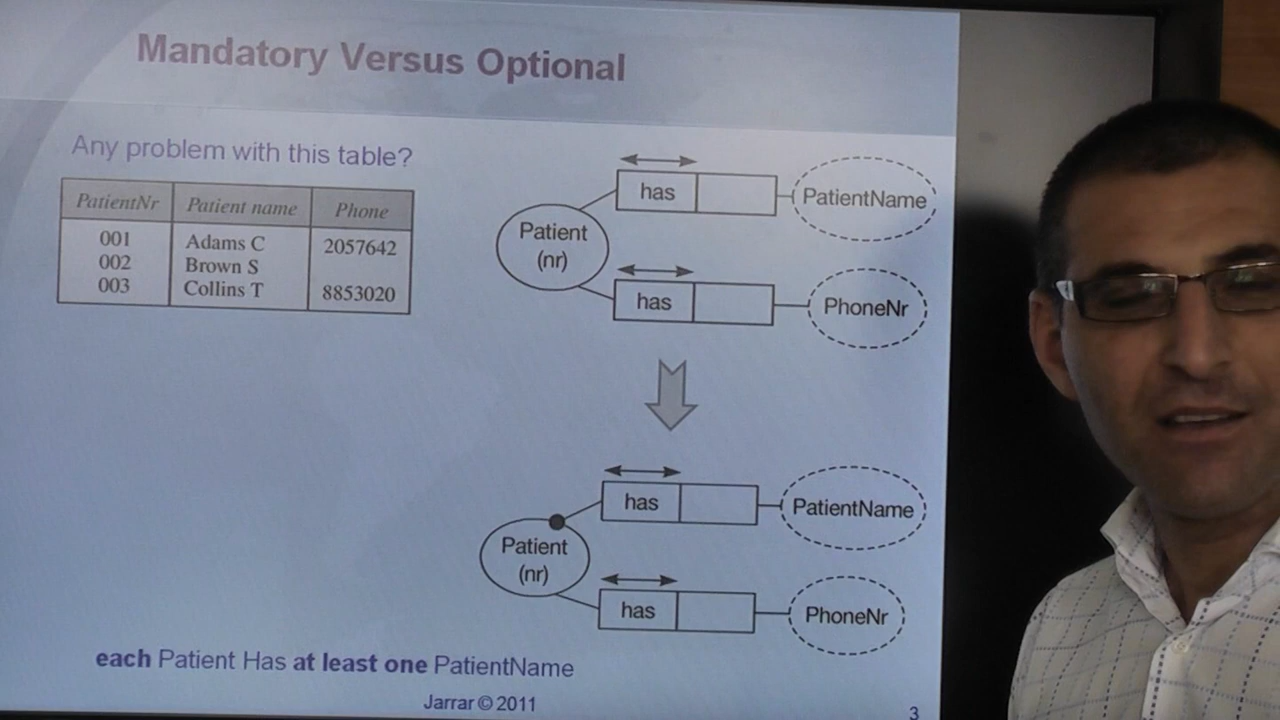 Mandatory Versus Optional
Any problem with this table?
PatientNr Patient name Phone
001 Adams C 2057642
002 Brown S
003 Collins T 8853020
has PatientName
Patient
(nr)
has PhoneNr
has PatientName
Patient
(nr)
has PhoneNr
each Patient Has at least one PatientName
Jarrar © 2011
3